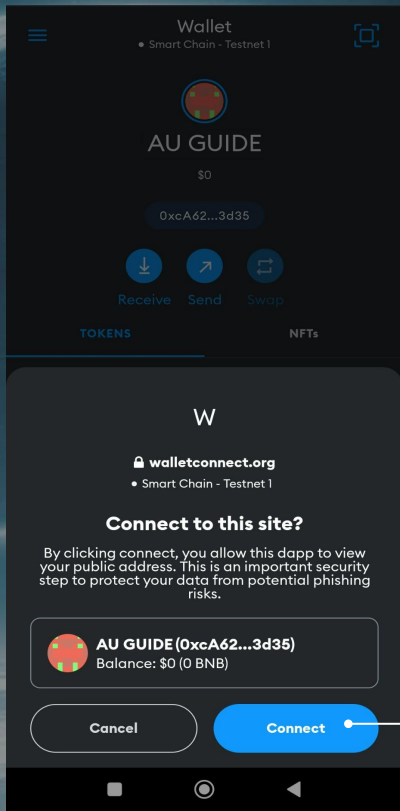 Wallet
• Smart Chain - Testnet 1
AU GUIDE
$0
0xcA62...3d35
Receive Send Swap
TOKENS NFTs
W
walletconnect.org
• Smart Chain - Testnet 1
Connect to this site?
By clicking connect, you allow this dapp to view
your public address. This is an important security
step to protect your data from potential phishing
risks.
AU GUIDE (0xcA62...3d35)
Balance: $0 (0 BNB)
Cancel Connect